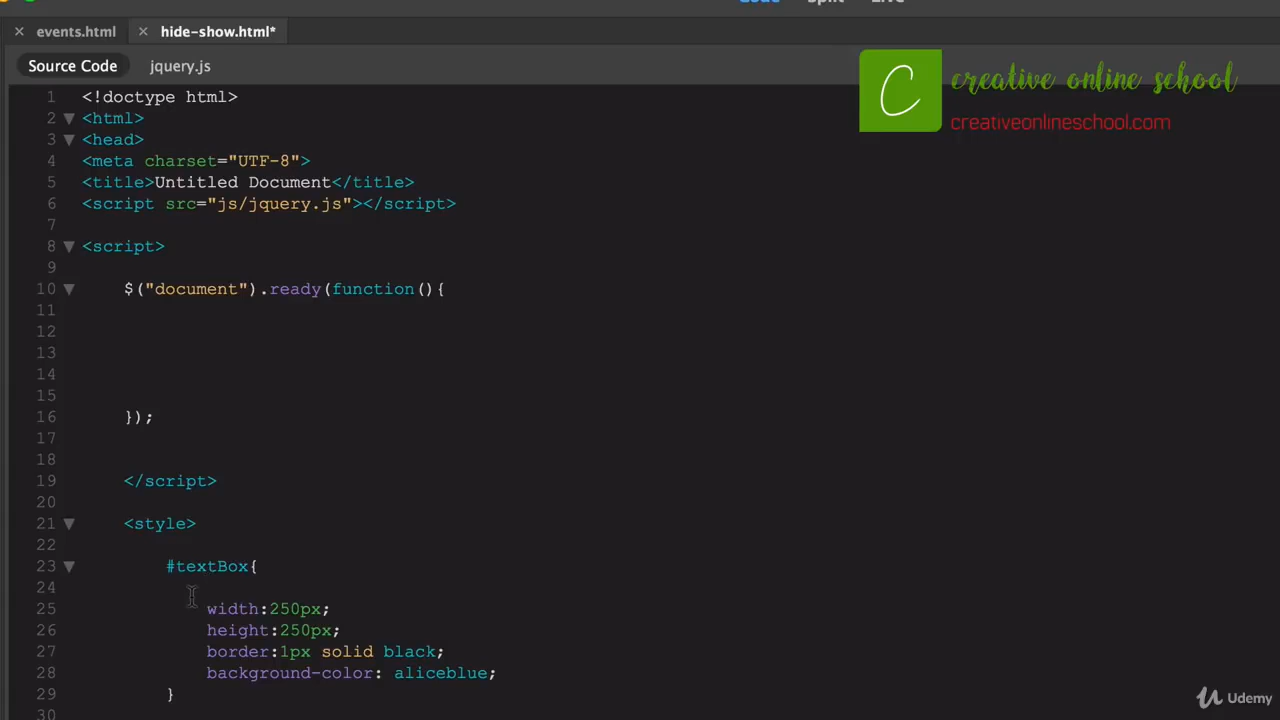 Code Split Live
events.html hide-show.html*
Source Code jquery.js
creative online school
creativeonlineschool.com
C
1 <!doctype html>
2 <html>
3 <head>
4 <meta charset="UTF-8">
5 <title>Untitled Document</title>
6 <script src="js/jquery.js"></script>
7
8 <script>
9
10 $("document").ready(function(){
11
12
13
14
15
16 });
17
18
19 </script>
20
21 <style>
22
23 #textBox{
24
25 width:250px;
26 height:250px;
27 border:1px solid black;
28 background-color: aliceblue;
29 }
30
Udemy